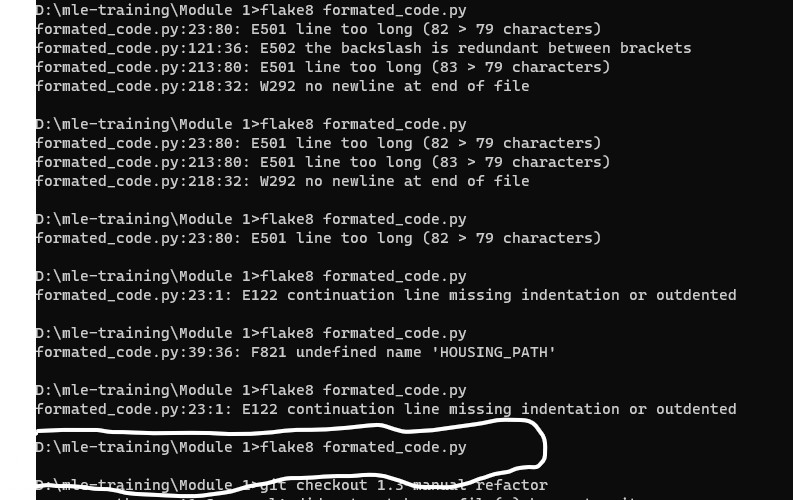 D:\mle-training\Module 1>flake8 formated_code.py
formated_code.py:23:80: E501 line too long (82 > 79 characters)
formated_code.py:121:36: E502 the backslash is redundant between brackets
formated_code.py:213:80: E501 line too long (83 > 79 characters)
formated_code.py:218:32: W292 no newline at end of file
D:\mle-training\Module 1>flake8 formated_code.py
formated_code.py:23:80: E501 line too long (82 > 79 characters)
formated_code.py:213:80: E501 line too long (83 > 79 characters)
formated_code.py:218:32: W292 no newline at end of file
D:\mle-training\Module 1>flake8 formated_code.py
formated_code.py:23:80: E501 line too long (82 > 79 characters)
D:\mle-training\Module 1>flake8 formated_code.py
formated_code.py:23:1: E122 continuation line missing indentation or outdented
D:\mle-training\Module 1>flake8 formated_code.py
formated_code.py:39:36: F821 undefined name 'HOUSING_PATH'
D:\mle-training\Module 1>flake8 formated_code.py
formated_code.py:23:1: E122 continuation line missing indentation or outdented
D:\mle-training\Module 1>flake8 formated_code.py
D:\mle-training\Module 1>git checkout 1.3 manual refactor